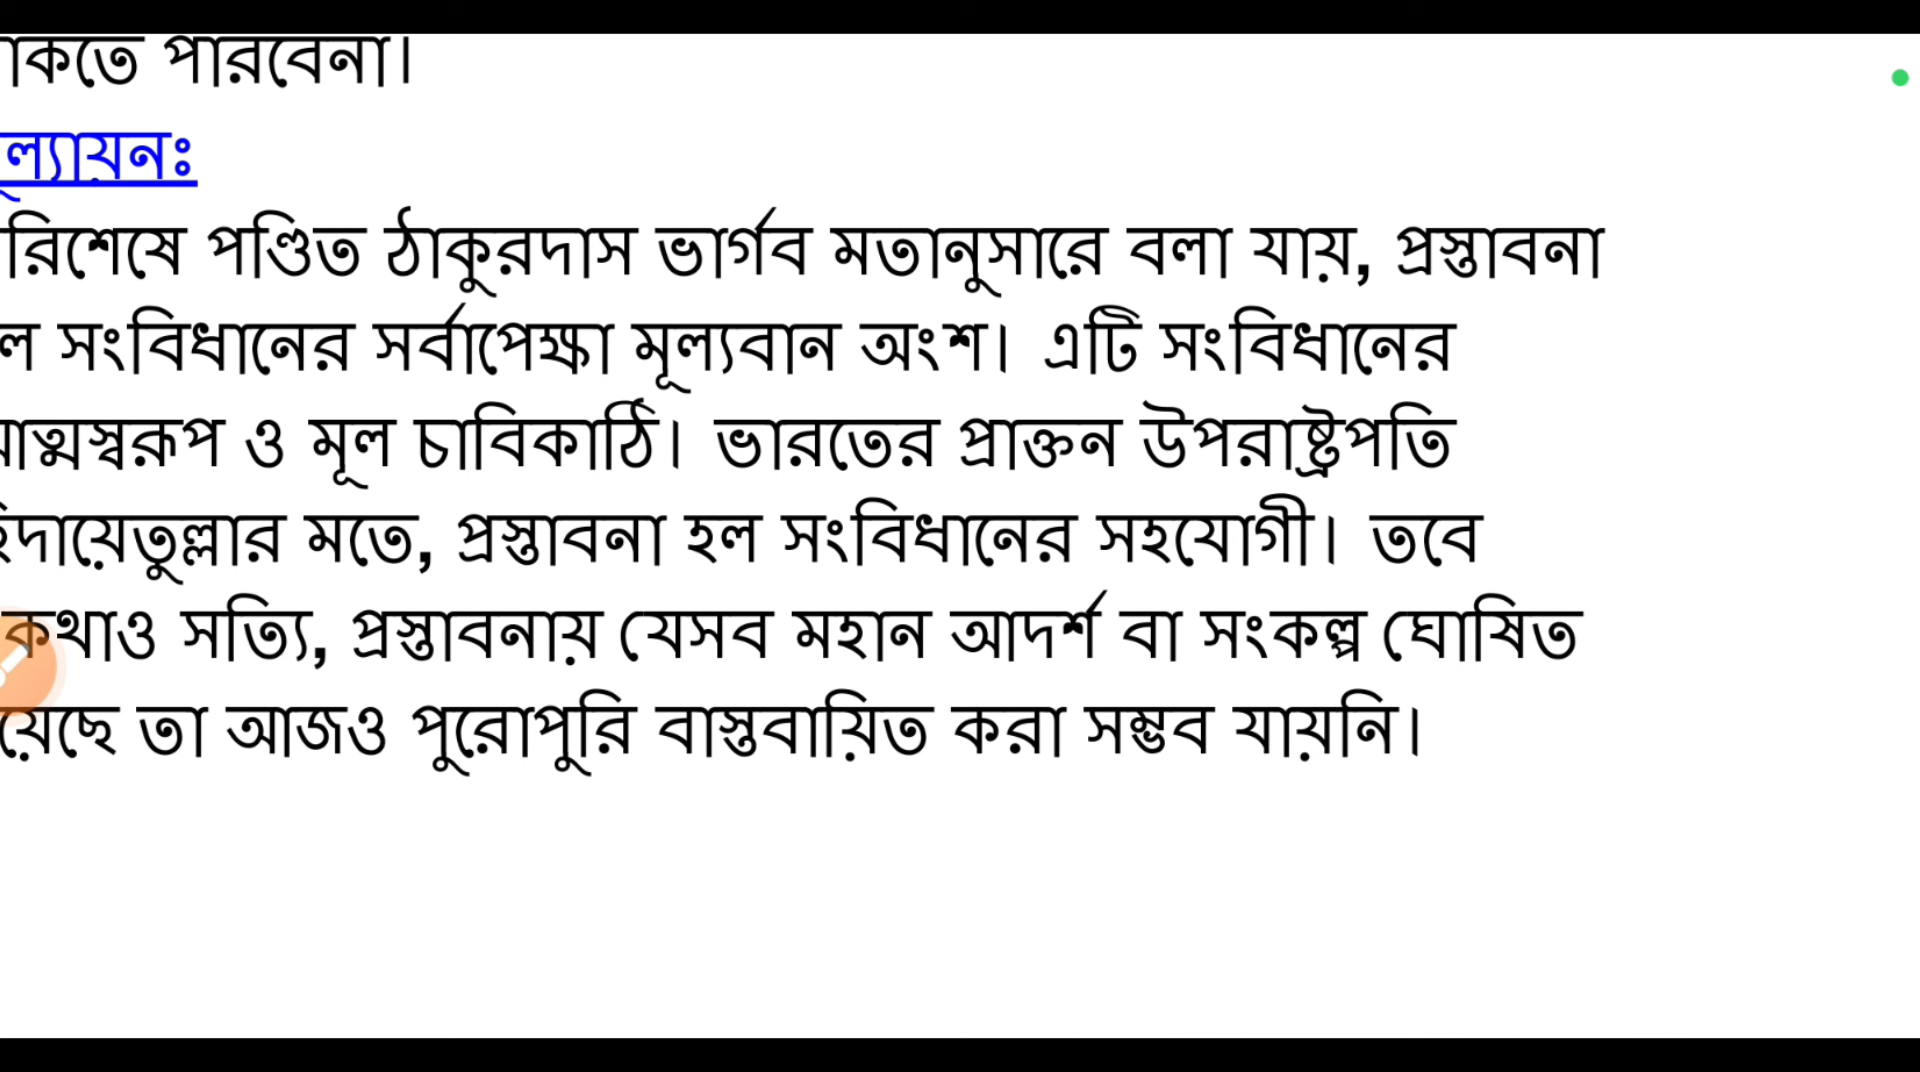 াকতে পারবেনা।
ূল্যায়নঃ
রিশেষে পণ্ডিত ঠাকুরদাস ভার্গব মতানুসারে বলা যায়, প্রস্তাবনা
ল সংবিধানের সর্বাপেক্ষা মূল্যবান অংশ। এটি সংবিধানের
আত্মস্বরূপ ও মূল চাবিকাঠি। ভারতের প্রাক্তন উপরাষ্ট্রপতি
হিদায়েতুল্লার মতে, প্রস্তাবনা হল সংবিধানের সহযোগী। তবে
কথাও সত্যি, প্রস্তাবনায় যেসব মহান আদর্শ বা সংকল্প ঘোষিত
য়েছে তা আজও পুরোপুরি বাস্তবায়িত করা সম্ভব যায়নি।